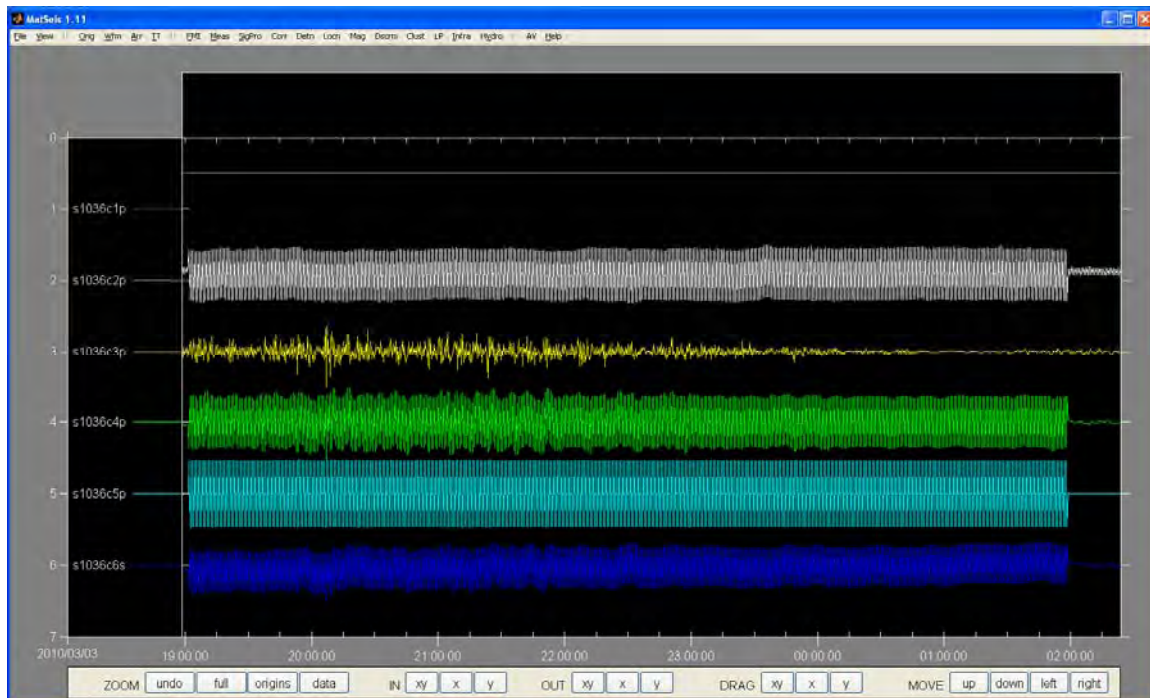 MatSeis 1.11
File View Orig Wfm Arr TT FMI Meas SigPro Corr Detn Locn Mag Discrm Clust LP Infra Hydro AV Help
0
1 s1036c1p
2 s1036c2p
3 s1036c3p
4 s1036c4p
5 s1036c5p
6 s1036c6s
7
2010/03/03 19:00:00 20:00:00 21:00:00 22:00:00 23:00:00 00:00:00 01:00:00 02:00:00
ZOOM undo full origins data IN xy x y OUT xy x y DRAG xy x y MOVE up down left right